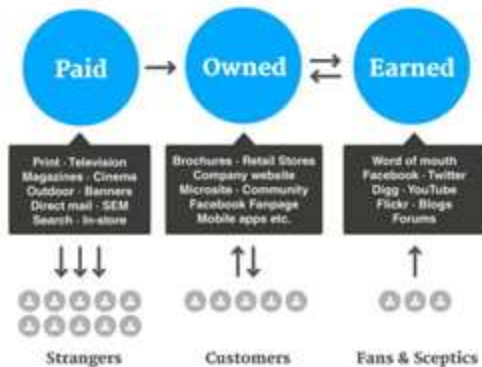 Paid
Owned
Earned
Print · Television
Magazines · Cinema
Outdoor · Banners
Direct mail · SEM
Search · In-store
Brochures · Retail Stores
Company website
Microsite · Community
Facebook Fanpage
Mobile apps etc.
Word of mouth
Facebook · Twitter
Digg · YouTube
Flickr · Blogs
Forums
Strangers
Customers
Fans & Sceptics